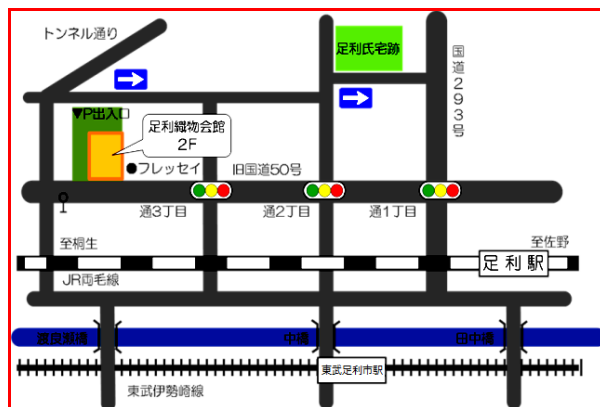 トンネル通り
足利氏宅跡
国道293号
▼P出入口
足利織物会館
2F
●フレッセイ
旧国道50号
通3丁目
通2丁目
通1丁目
至桐生
至佐野
足利駅
JR両毛線
渡良瀬橋
中橋
田中橋
東武足利市駅
東武伊勢崎線